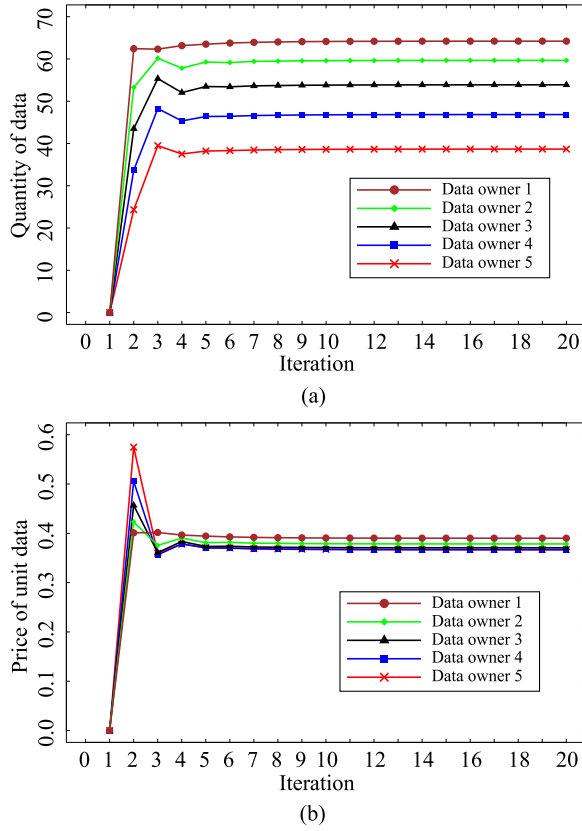 70
60
50
40
30
20
10
0
Quantity of data
Data owner 1
Data owner 2
Data owner 3
Data owner 4
Data owner 5
0 1 2 3 4 5 6 7 8 9 10 12 14 16 18 20
Iteration
(a)
0.6
0.5
0.4
0.3
0.2
0.1
0.0
Price of unit data
Data owner 1
Data owner 2
Data owner 3
Data owner 4
Data owner 5
0 1 2 3 4 5 6 7 8 9 10 12 14 16 18 20
Iteration
(b)